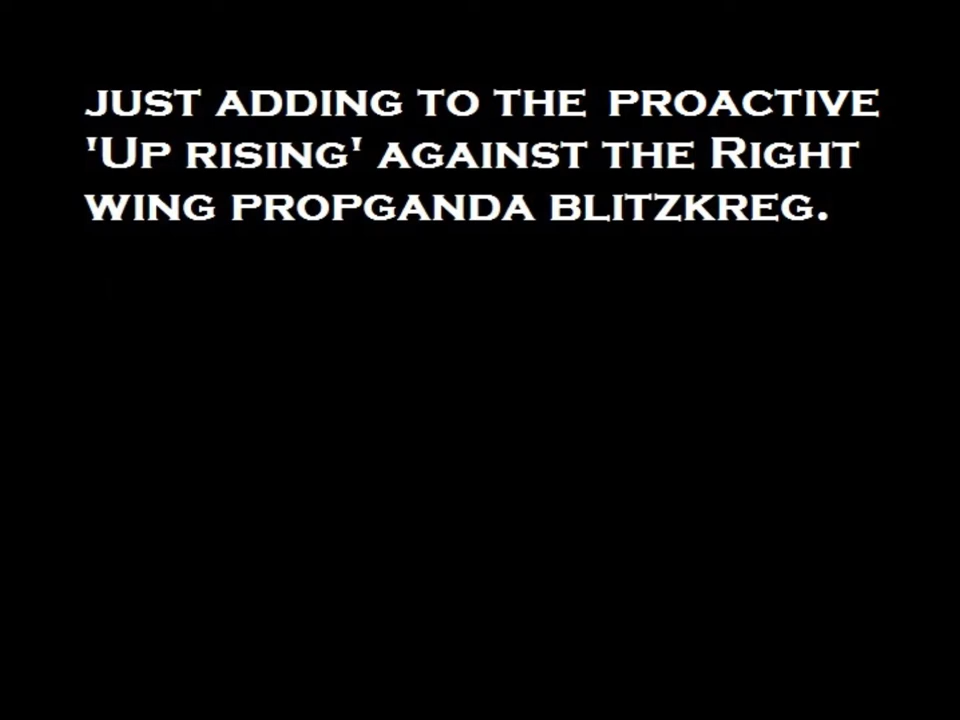 just adding to the proactive
'Up rising' against the Right
wing propganda blitzkreg.